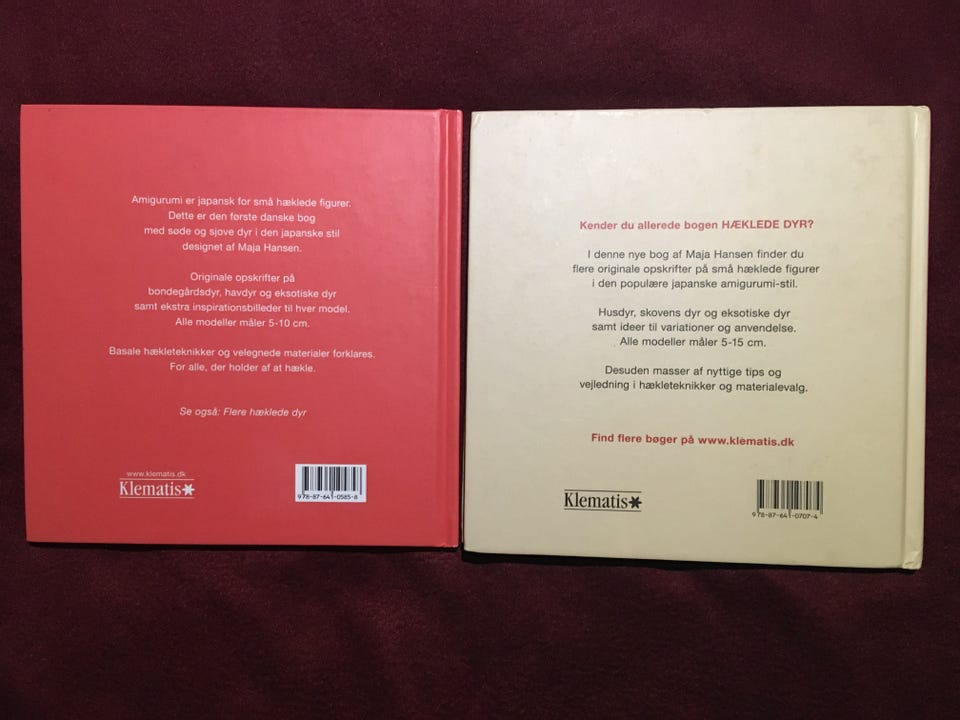 Amigurumi er japansk for små hæklede figurer.
Dette er den første danske bog
med søde og sjove dyr i den japanske stil
designet af Maja Hansen.
Originale opskrifter på
bondegårdsdyr, havdyr og eksotiske dyr
samt ekstra inspirationsbilleder til hver model.
Alle modeller måler 5-10 cm.
Basale hækleteknikker og velegnede materialer forklares.
For alle, der holder af at hækle.
Se også: Flere hæklede dyr
www.klematis.dk
Klematis
9 788764 105858
Kender du allerede bogen HÆKLEDE DYR?
I denne nye bog af Maja Hansen finder du
flere originale opskrifter på små hæklede figurer
i den populære japanske amigurumi-stil.
Husdyr, skovens dyr og eksotiske dyr
samt ideer til variationer og anvendelse.
Alle modeller måler 5-15 cm.
Desuden masser af nyttige tips og
vejledning i hækleteknikker og materialevalg.
Find flere bøger på www.klematis.dk
Klematis
9 78-87-641-0707-4